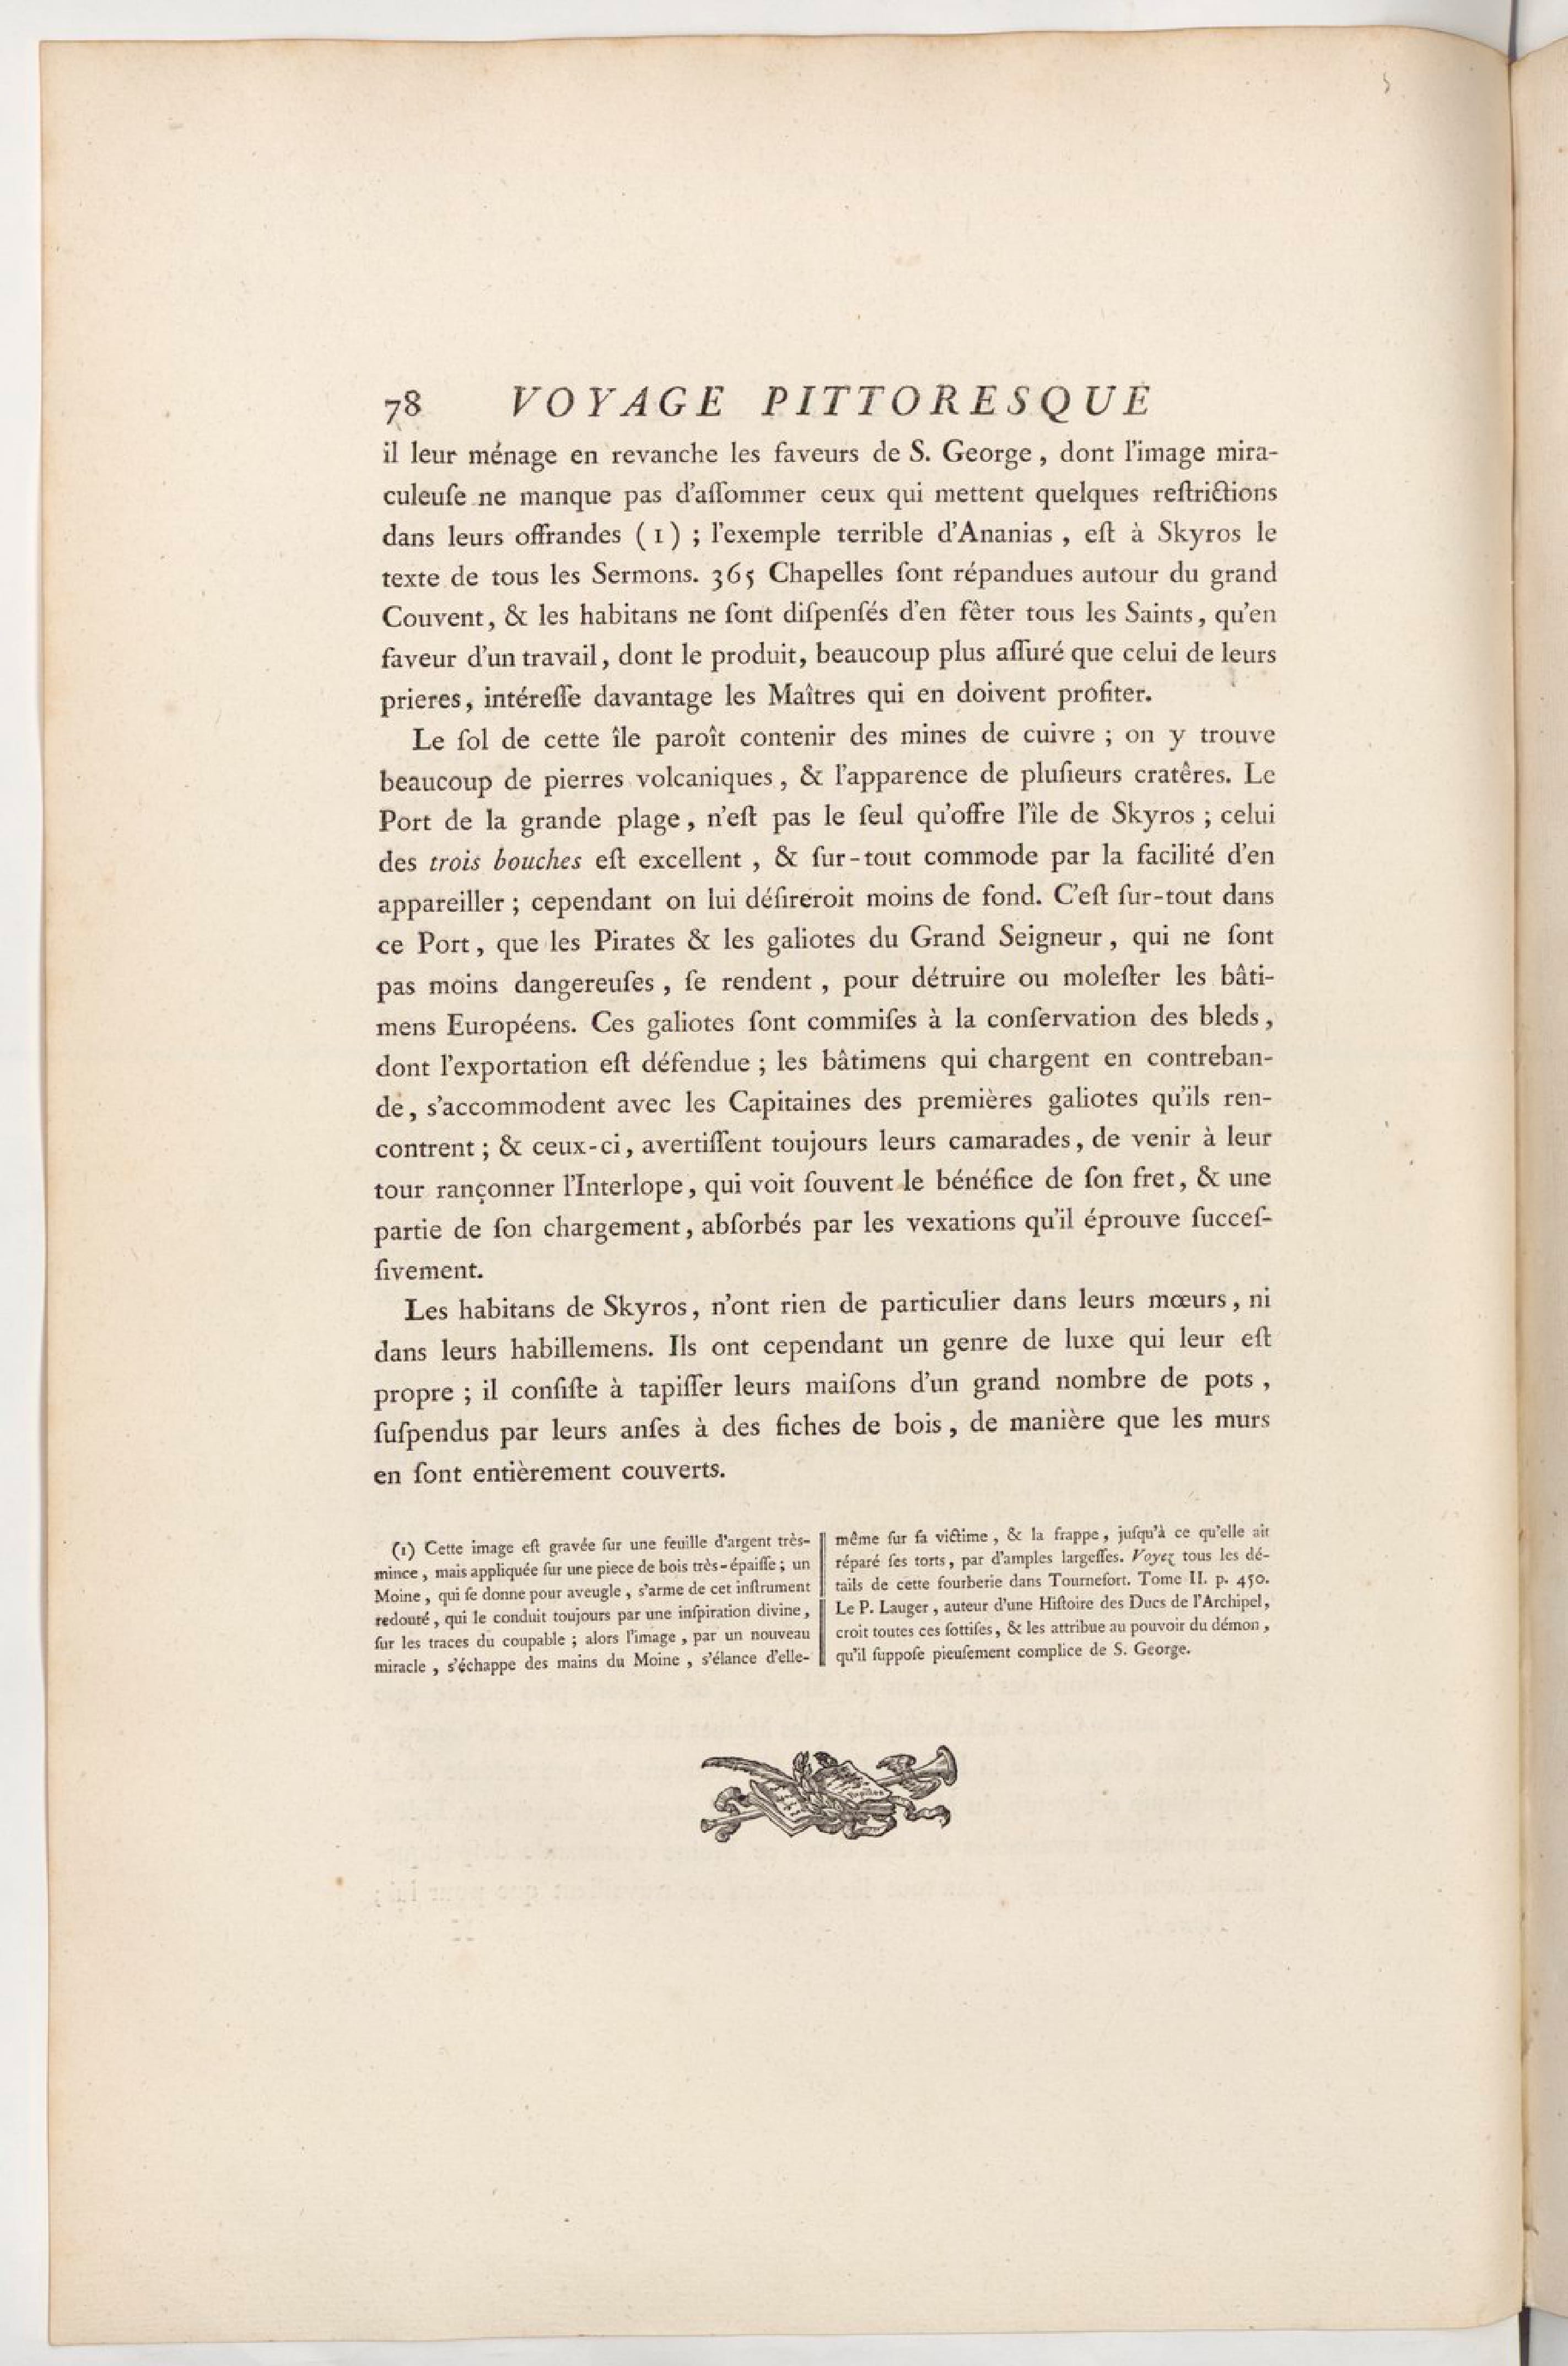 78 VOYAGE PITTORESQUE
il leur ménage en revanche les faveurs de S. George, dont l'image mira-
culeuſe ne manque pas d'aſſommer ceux qui mettent quelques reſtrictions
dans leurs offrandes (1) ; l'exemple terrible d'Ananias, eſt à Skyros le
texte de tous les Sermons. 365 Chapelles ſont répandues autour du grand
Couvent, & les habitans ne ſont diſpenſés d'en fêter tous les Saints, qu'en
faveur d'un travail, dont le produit, beaucoup plus aſſuré que celui de leurs
prieres, intéreſſe davantage les Maîtres qui en doivent profiter.
Le ſol de cette île paroît contenir des mines de cuivre ; on y trouve
beaucoup de pierres volcaniques, & l'apparence de pluſieurs cratêres. Le
Port de la grande plage, n'eſt pas le ſeul qu'offre l'île de Skyros ; celui
des trois bouches eſt excellent, & ſur-tout commode par la facilité d'en
appareiller ; cependant on lui déſireroit moins de fond. C'eſt ſur-tout dans
ce Port, que les Pirates & les galiotes du Grand Seigneur, qui ne ſont
pas moins dangereuſes, ſe rendent, pour détruire ou moleſter les bâti-
mens Européens. Ces galiotes ſont commiſes à la conſervation des bleds,
dont l'exportation eſt défendue ; les bâtimens qui chargent en contreban-
de, s'accommodent avec les Capitaines des premières galiotes qu'ils ren-
contrent ; & ceux-ci, avertiſſent toujours leurs camarades, de venir à leur
tour rançonner l'Interlope, qui voit ſouvent le bénéfice de ſon fret, & une
partie de ſon chargement, abſorbés par les vexations qu'il éprouve ſucceſ-
ſivement.
Les habitans de Skyros, n'ont rien de particulier dans leurs mœurs, ni
dans leurs habillemens. Ils ont cependant un genre de luxe qui leur eſt
propre ; il conſiſte à tapiſſer leurs maiſons d'un grand nombre de pots,
ſuſpendus par leurs anſes à des fiches de bois, de manière que les murs
en ſont entièrement couverts.
(1) Cette image eſt gravée ſur une feuille d'argent très-
mince, mais appliquée ſur une piece de bois très-épaiſſe ; un
Moine, qui ſe donne pour aveugle, s'arme de cet inſtrument
redouté, qui le conduit toujours par une inſpiration divine,
ſur les traces du coupable ; alors l'image, par un nouveau
miracle, s'échappe des mains du Moine, s'élance d'elle-
même ſur ſa victime, & la frappe, juſqu'à ce qu'elle ait
réparé ſes torts, par d'amples largeſſes. Voyez tous les dé-
tails de cette fourberie dans Tournefort. Tome II. p. 450.
Le P. Lauger, auteur d'une Hiſtoire des Ducs de l'Archipel,
croit toutes ces ſottiſes, & les attribue au pouvoir du démon,
qu'il ſuppoſe pieuſement complice de S. George.